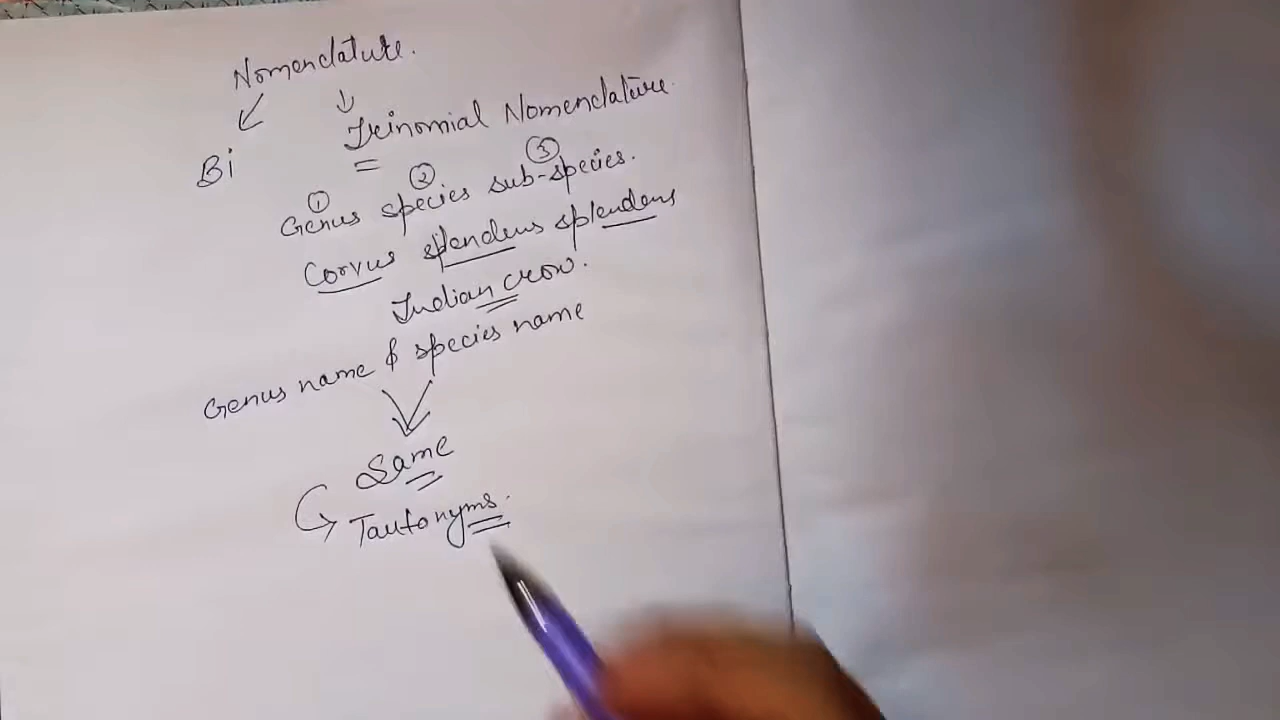 Nomenclature.
Bi
Trinomial Nomenclature
① ② ③
Genus species sub-species.
Corvus splendens splendens
Indian crow.
Genus name & species name
Same
Tautonyms.